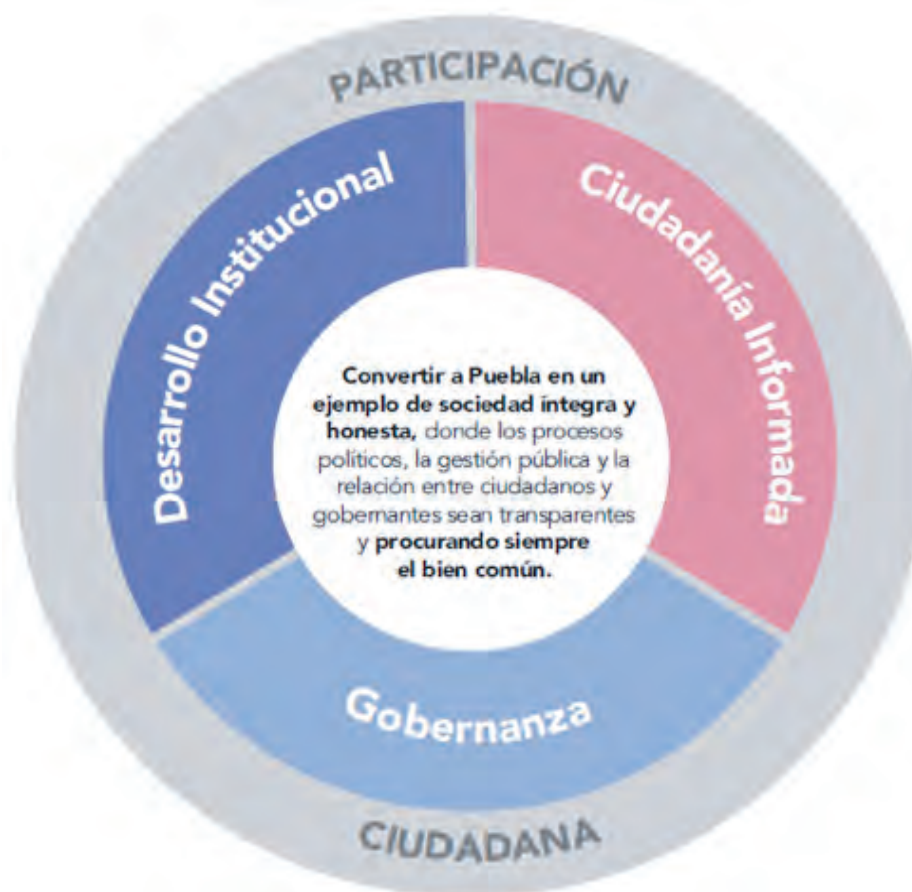 PARTICIPACIÓN
Desarrollo Institucional
Ciudadanía Informada
Convertir a Puebla en un
ejemplo de sociedad íntegra y
honesta, donde los procesos
políticos, la gestión pública y la
relación entre ciudadanos y
gobernantes sean transparentes
y procurando siempre
el bien común.
Gobernanza
CIUDADANA